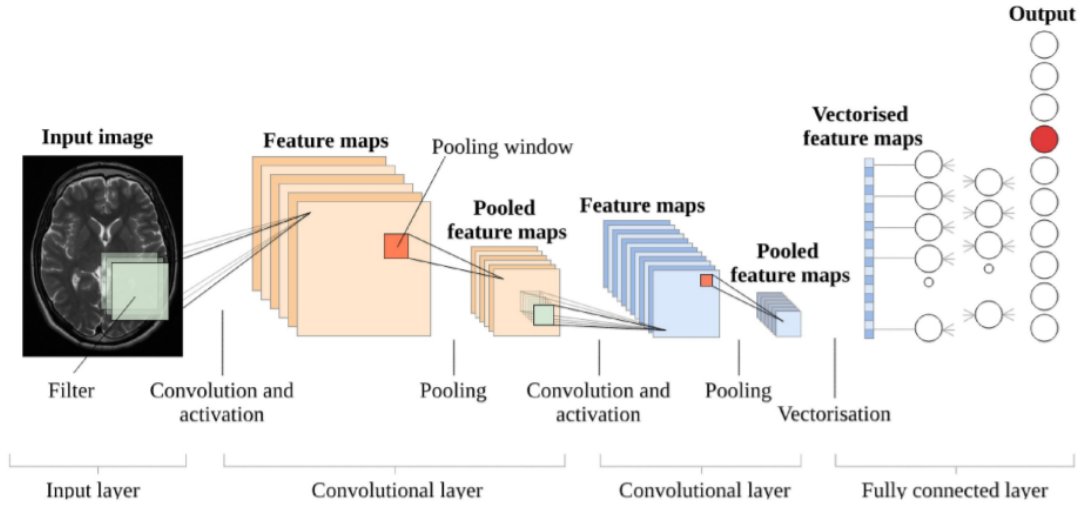 Output
Vectorised
feature maps
Input image
Feature maps
Pooling window
Pooled
feature maps
Feature maps
Pooled
feature maps
Filter
Convolution and
activation
Pooling
Convolution and
activation
Pooling
Vectorisation
Input layer
Convolutional layer
Convolutional layer
Fully connected layer